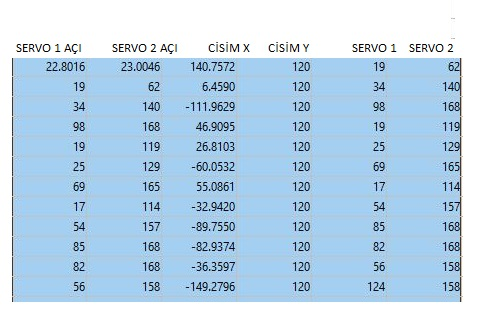 SERVO 1 AÇI SERVO 2 AÇI CİSİM X CİSİM Y SERVO 1 SERVO 2
22.8016 23.0046 140.7572 120 19 62
19 62 6.4590 120 34 140
34 140 -111.9629 120 98 168
98 168 46.9095 120 19 119
19 119 26.8103 120 25 129
25 129 -60.0532 120 69 165
69 165 55.0861 120 17 114
17 114 -32.9420 120 54 157
54 157 -89.7550 120 85 168
85 168 -82.9374 120 82 168
82 168 -36.3597 120 56 158
56 158 -149.2796 120 124 158